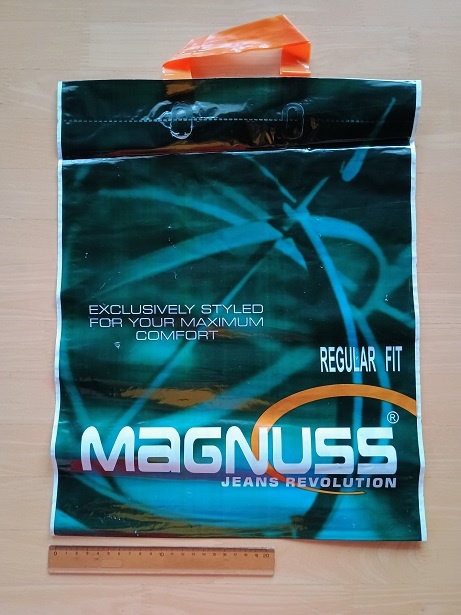 EXCLUSIVELY STYLED
FOR YOUR MAXIMUM
COMFORT
REGULAR FIT
MaGNUSS®
JEANS REVOLUTION